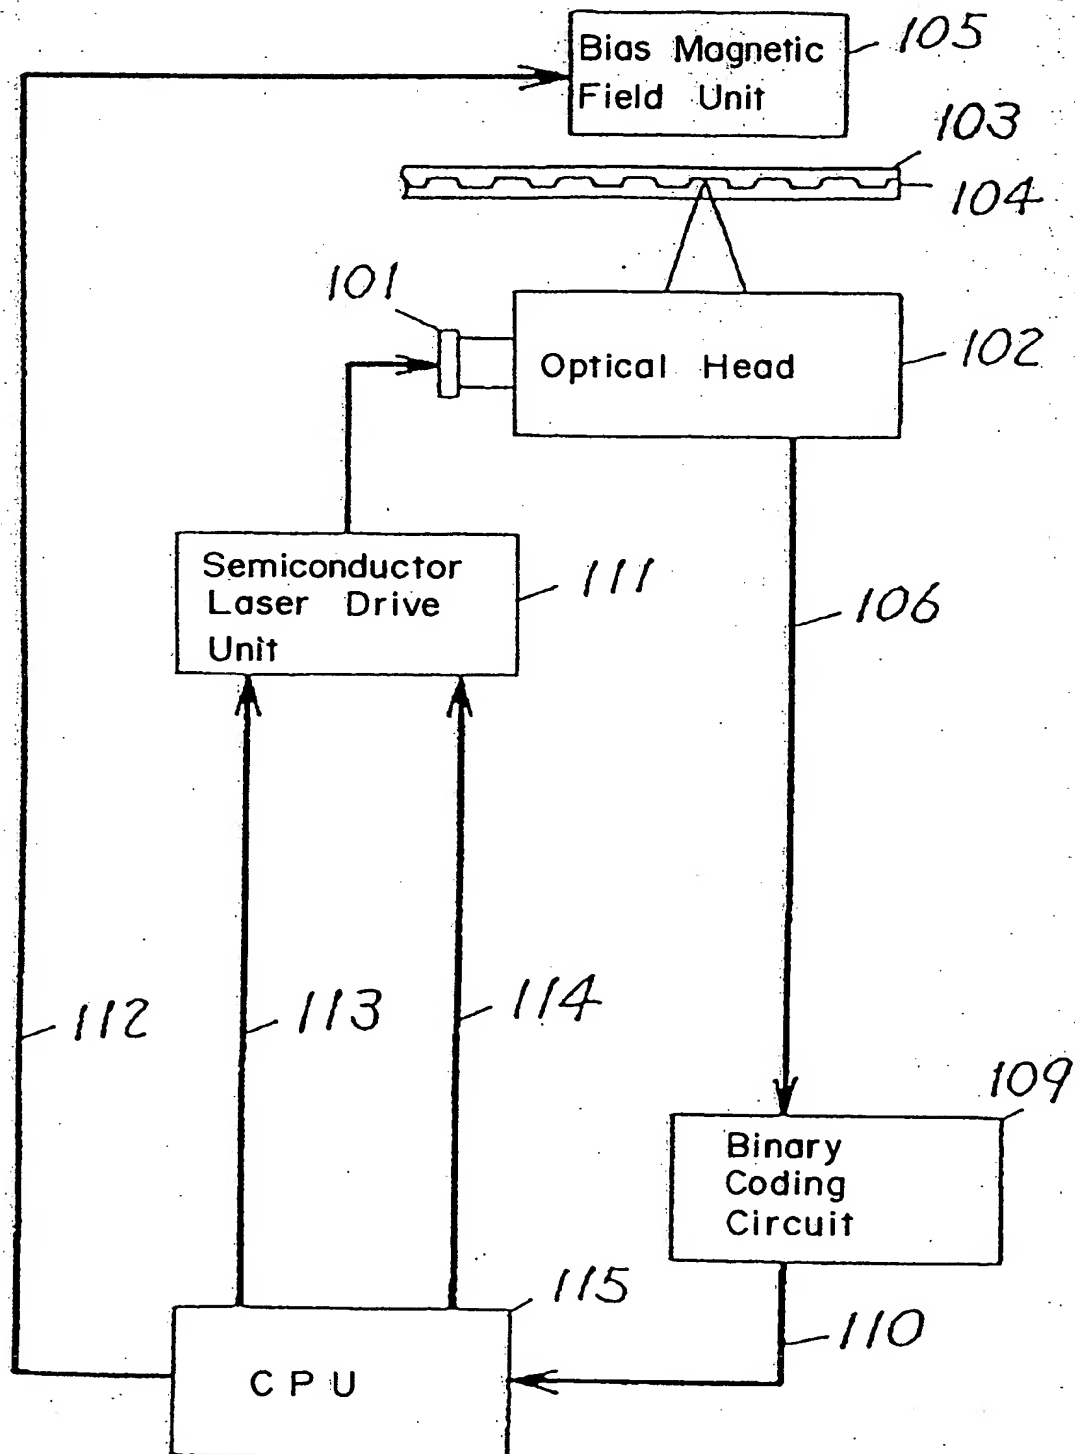 Bias Magnetic
Field Unit
105
103
104
101
Optical Head
102
Semiconductor
Laser Drive
Unit
111
106
112
113
114
109
Binary
Coding
Circuit
115
110
CPU